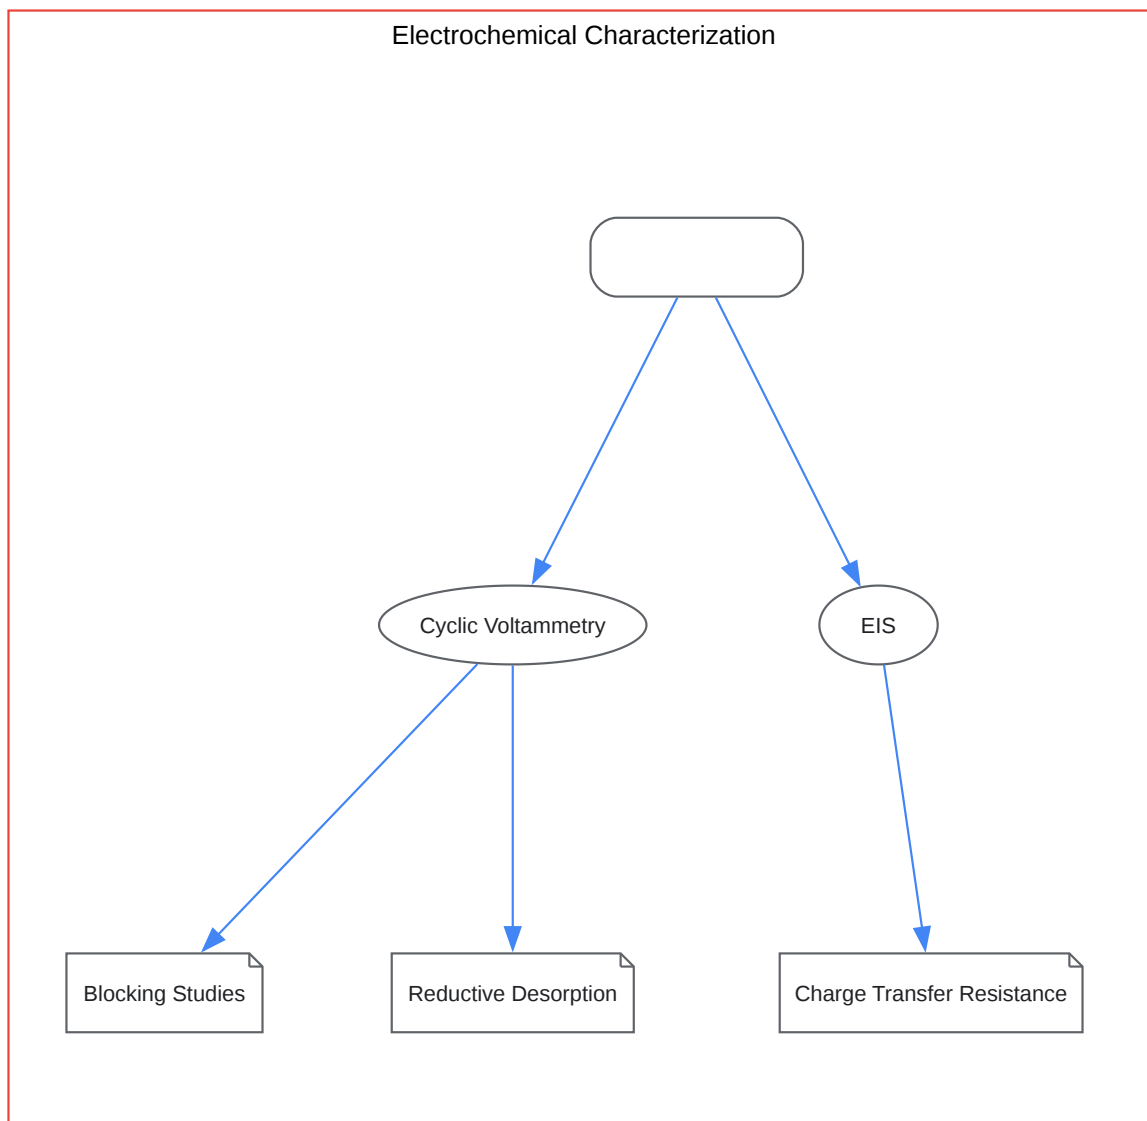 Electrochemical Characterization
Cyclic Voltammetry
EIS
Blocking Studies
Reductive Desorption
Charge Transfer Resistance